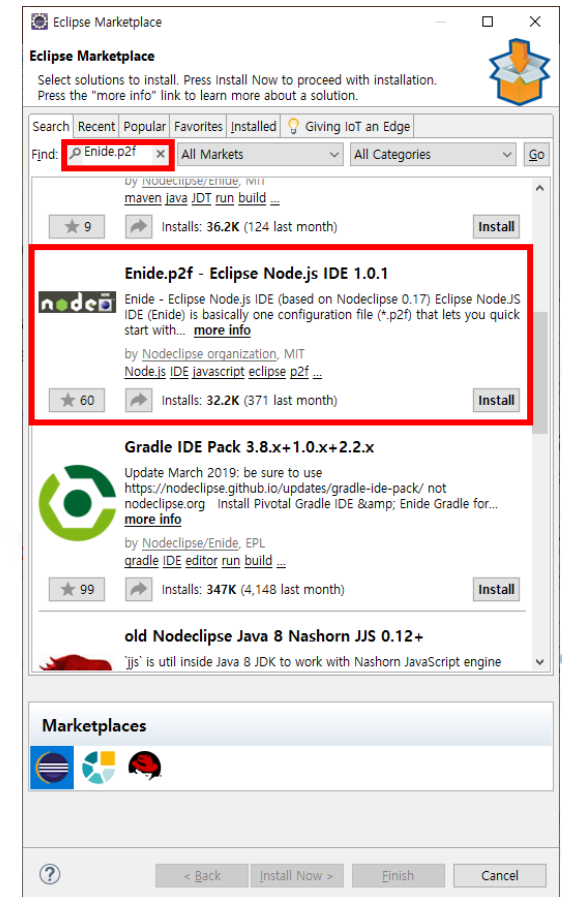 Eclipse Marketplace
Eclipse Marketplace
Select solutions to install. Press Install Now to proceed with installation.
Press the "more info" link to learn more about a solution.
Search Recent Popular Favorites Installed Giving IoT an Edge
Find: Enide.p2f × All Markets All Categories Go
by Nodeclipse/Enide, MIT
maven java JDT run build ...
9 Installs: 36.2K (124 last month) Install
Enide.p2f - Eclipse Node.js IDE 1.0.1
node
Enide - Eclipse Node.js IDE (based on Nodeclipse 0.17) Eclipse Node.JS
IDE (Enide) is basically one configuration file (*.p2f) that lets you quick
start with... more info
by Nodeclipse organization, MIT
Node.js IDE javascript eclipse p2f ...
60 Installs: 32.2K (371 last month) Install
Gradle IDE Pack 3.8.x+1.0.x+2.2.x
Update March 2019: be sure to use
https://nodeclipse.github.io/updates/gradle-ide-pack/ not
nodeclipse.org Install Pivotal Gradle IDE &amp; Enide Gradle for...
more info
by Nodeclipse/Enide, EPL
gradle IDE editor run build ...
99 Installs: 347K (4,148 last month) Install
old Nodeclipse Java 8 Nashorn JJS 0.12+
`jjs` is util inside Java 8 JDK to work with Nashorn JavaScript engine
Marketplaces
? < Back Install Now > Finish Cancel